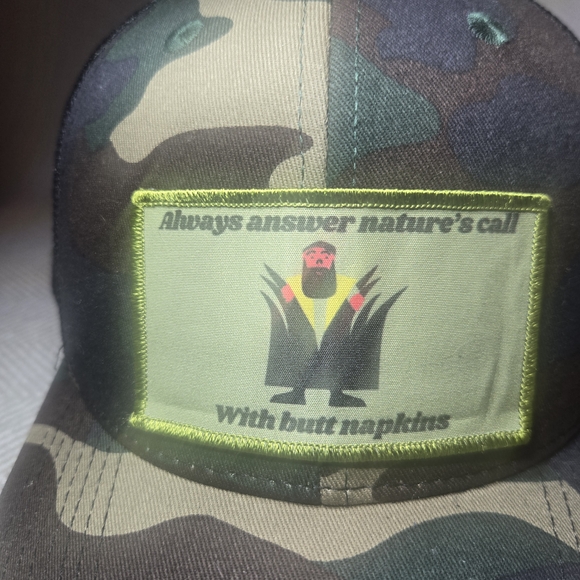 Always answer nature's call
With butt napkins